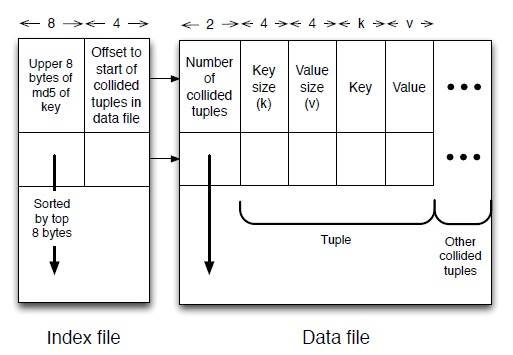 8 4 2 4 4 k v
Upper 8
bytes of
md5 of
key
Offset to
start of
collided
tuples in
data file
Number
of
collided
tuples
Key
size
(k)
Value
size
(v)
Key
Value
•••
•••
Sorted
by top
8 bytes
Tuple
Other
collided
tuples
Index file
Data file